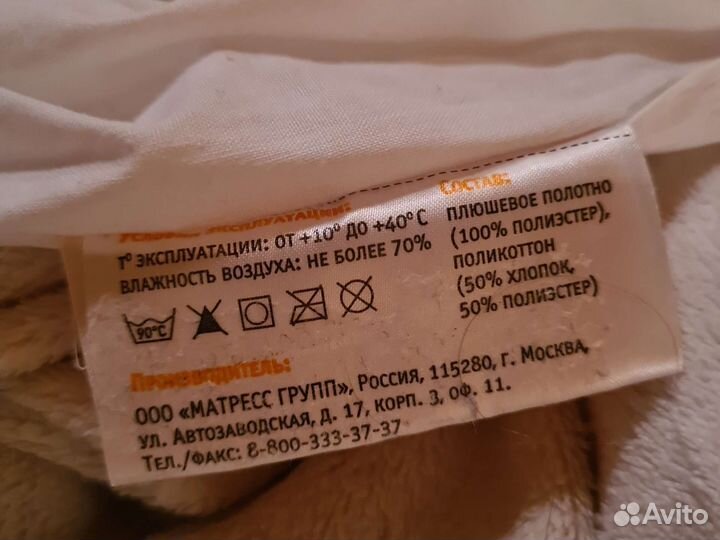 Условия эксплуатации:
T° ЭКСПЛУАТАЦИИ: ОТ +10° ДО +40° С
ВЛАЖНОСТЬ ВОЗДУХА: НЕ БОЛЕЕ 70%
90°C
Состав:
ПЛЮШЕВОЕ ПОЛОТНО
(100% ПОЛИЭСТЕР),
ПОЛИКОТТОН
(50% ХЛОПОК,
50% ПОЛИЭСТЕР)
Производитель:
ООО «МАТРЕСС ГРУПП», Россия, 115280, г. Москва,
ул. Автозаводская, д. 17, корп. 3, оф. 11.
Тел./факс: 8-800-333-37-37
Avito